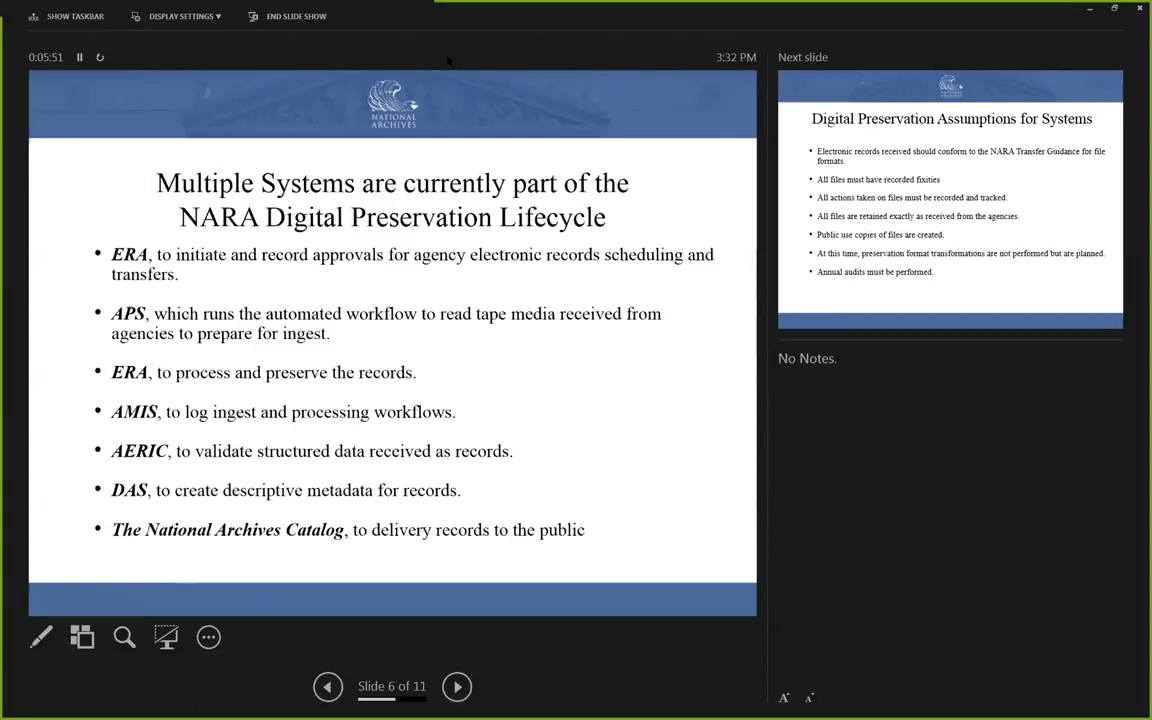 SHOW TASKBAR
DISPLAY SETTINGS ▼
END SLIDE SHOW
0:05:51
3:32 PM
NATIONAL
ARCHIVES
Multiple Systems are currently part of the
NARA Digital Preservation Lifecycle
• ERA, to initiate and record approvals for agency electronic records scheduling and
transfers.
• APS, which runs the automated workflow to read tape media received from
agencies to prepare for ingest.
• ERA, to process and preserve the records.
• AMIS, to log ingest and processing workflows.
• AERIC, to validate structured data received as records.
• DAS, to create descriptive metadata for records.
• The National Archives Catalog, to delivery records to the public
Slide 6 of 11
Next slide
Digital Preservation Assumptions for Systems
• Electronic records received should conform to the NARA Transfer Guidance for file
formats.
• All files must have recorded fixities
• All actions taken on files must be recorded and tracked.
• All files are retained exactly as received from the agencies.
• Public use copies of files are created.
• At this time, preservation format transformations are not performed but are planned.
• Annual audits must be performed.
No Notes.
A A